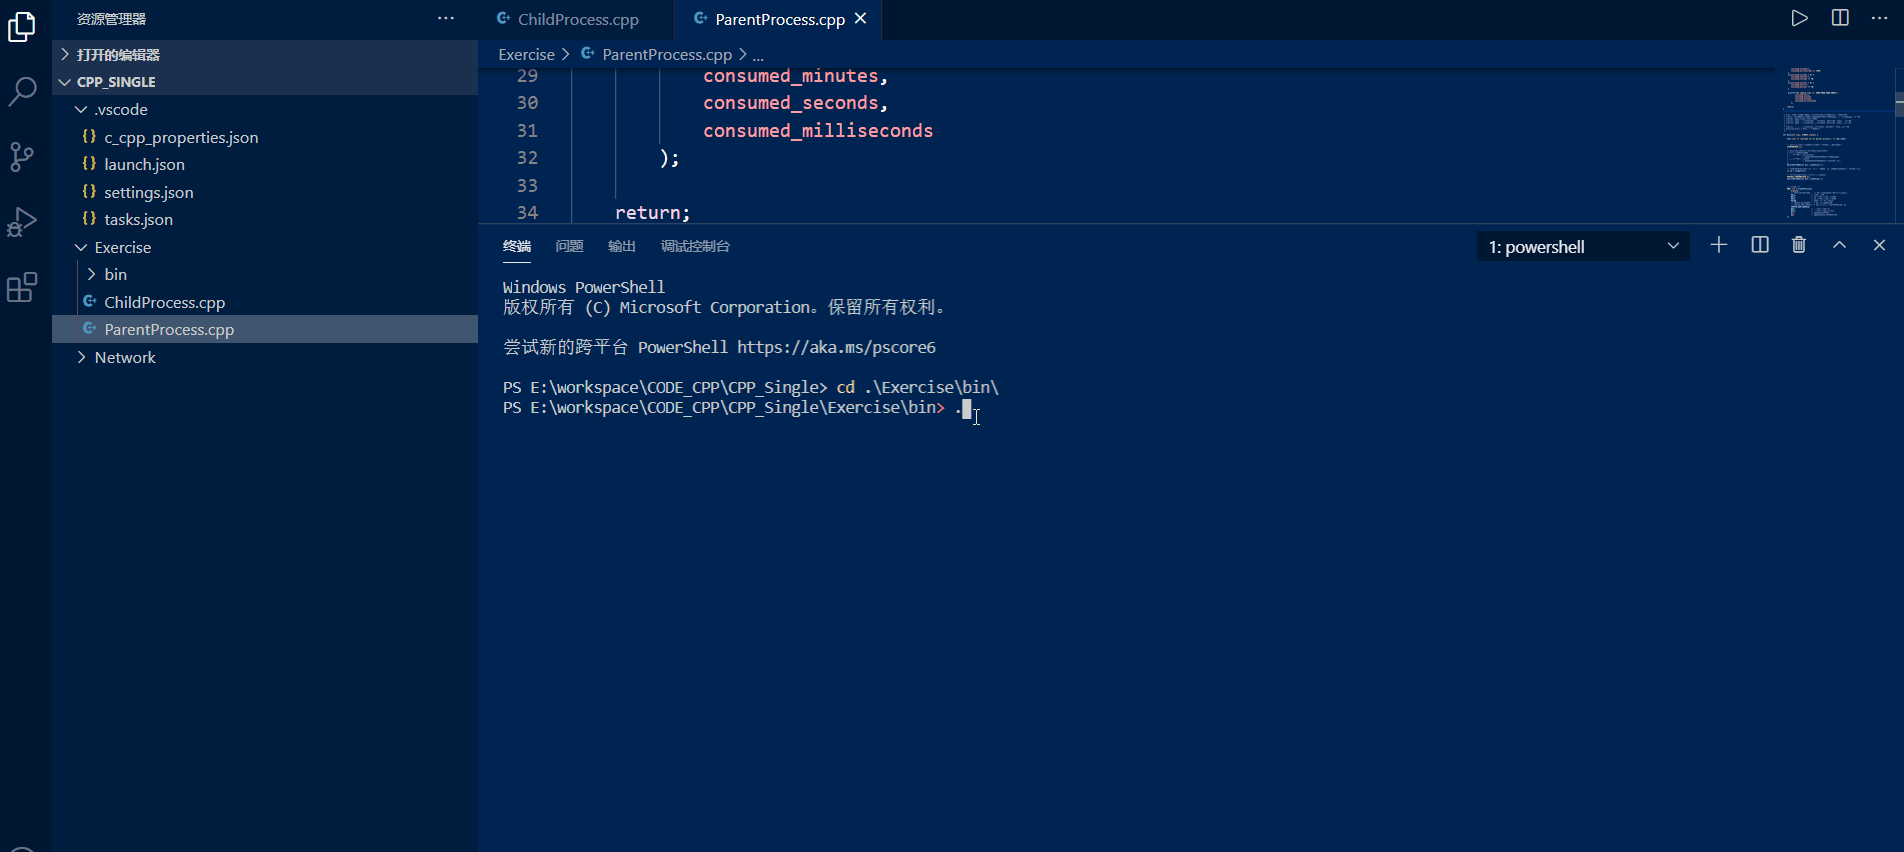 资源管理器
打开的编辑器
CPP_SINGLE
.vscode
c_cpp_properties.json
launch.json
settings.json
tasks.json
Exercise
bin
ChildProcess.cpp
ParentProcess.cpp
Network
ChildProcess.cpp
ParentProcess.cpp
Exercise > ParentProcess.cpp > ...
29 consumed_minutes,
30 consumed_seconds,
31 consumed_milliseconds
32 );
33
34 return;
终端 问题 输出 调试控制台
1: powershell
Windows PowerShell
版权所有 (C) Microsoft Corporation。保留所有权利。
尝试新的跨平台 PowerShell https://aka.ms/pscore6
PS E:\workspace\CODE_CPP\CPP_Single> cd .\Exercise\bin\
PS E:\workspace\CODE_CPP\CPP_Single\Exercise\bin> .